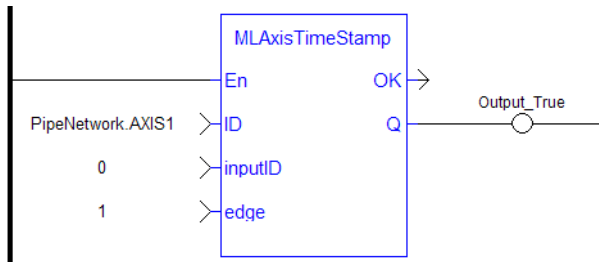 MLAxisTimeStamp
En OK
Output_True
PipeNetwork.AXIS1 ID Q
0 inputID
1 edge